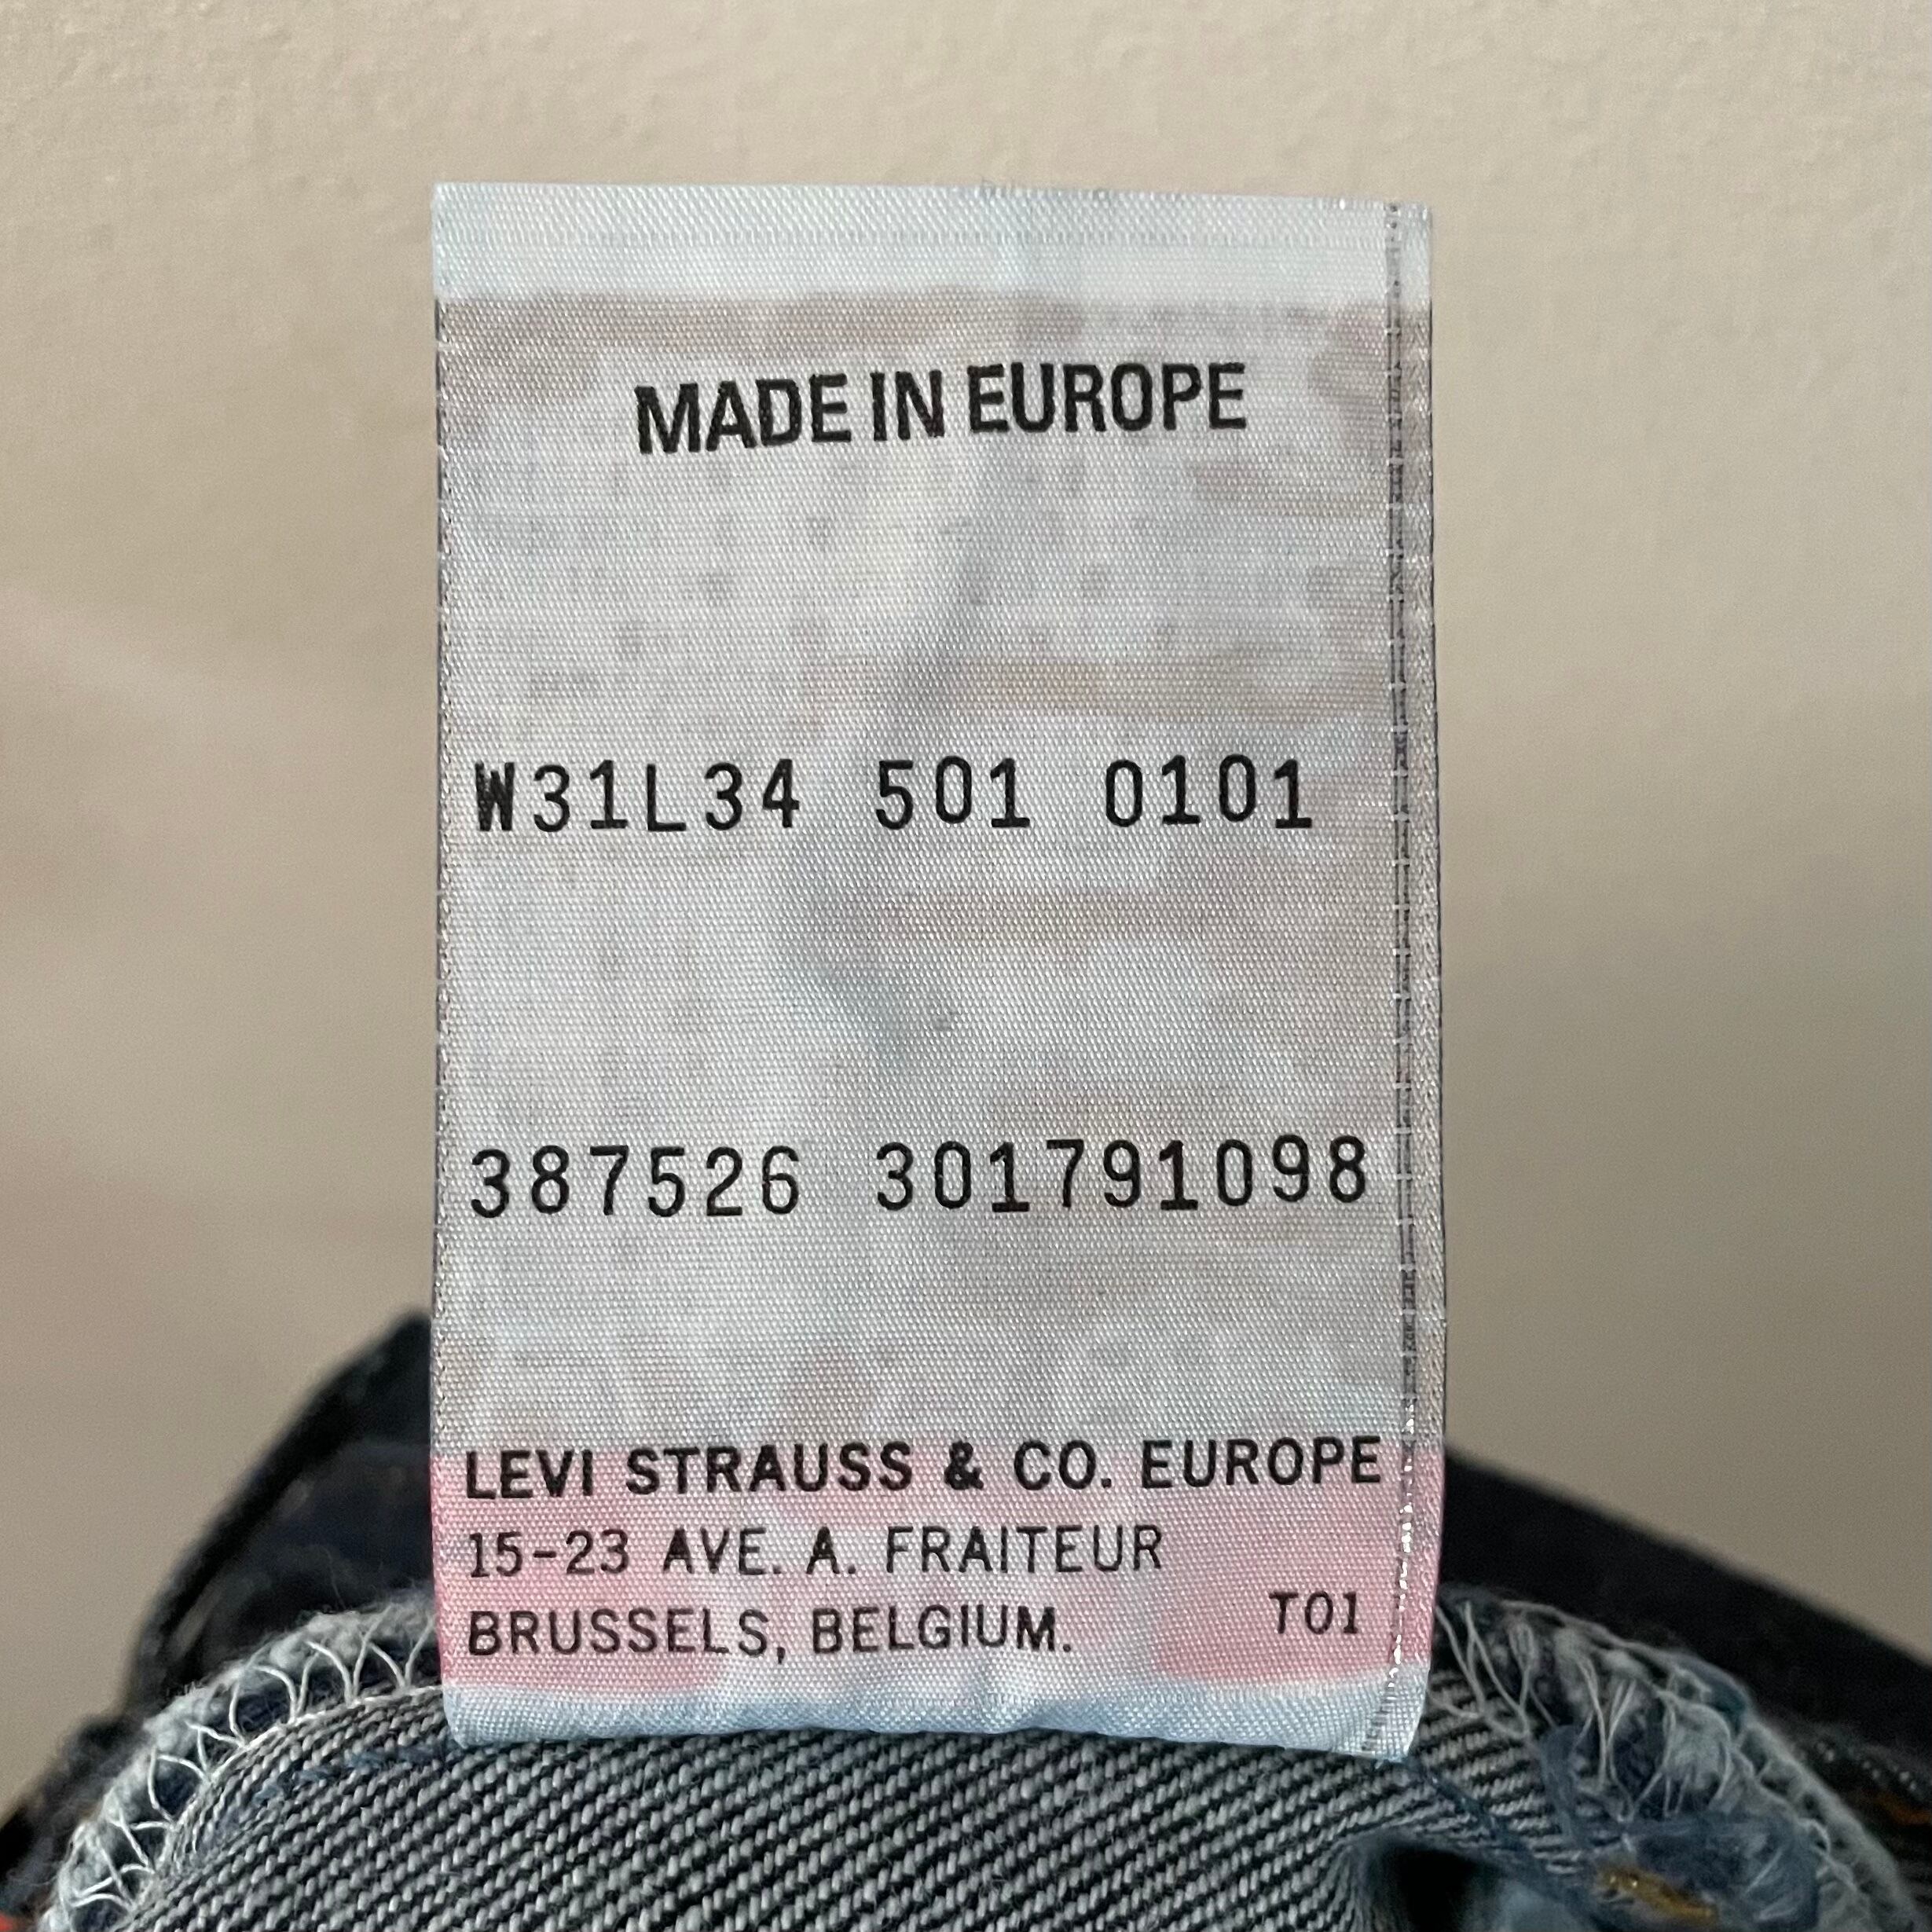 MADE IN EUROPE
W31L34 501 0101
387526 301791098
LEVI STRAUSS & CO. EUROPE
15-23 AVE. A. FRAITEUR
BRUSSELS, BELGIUM. T01